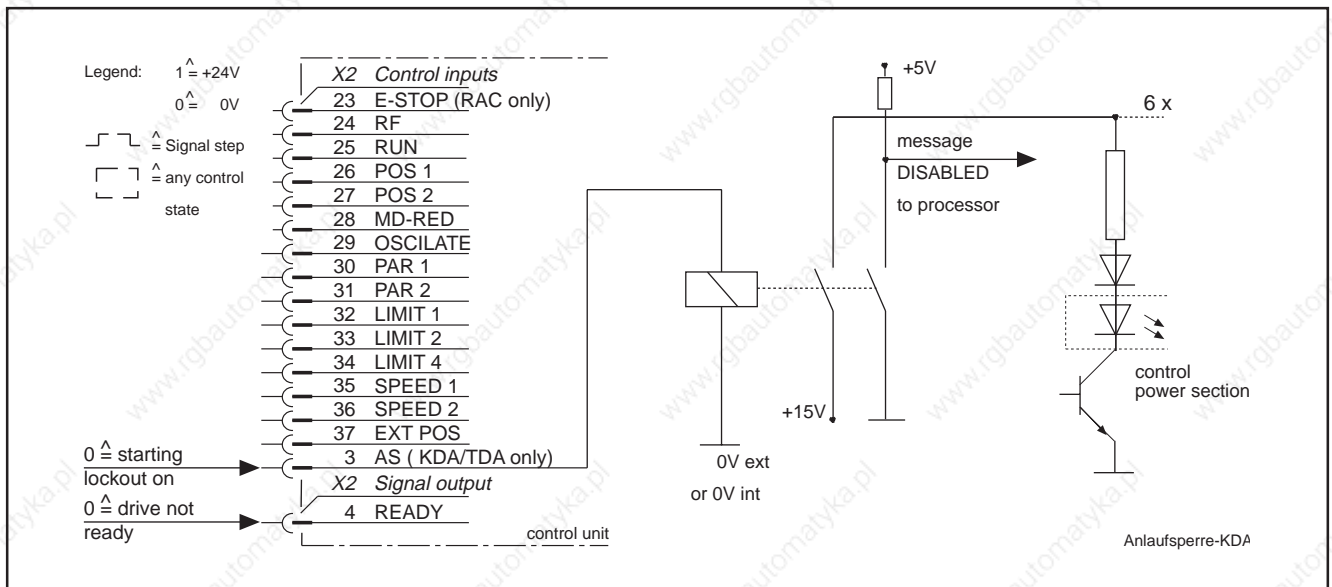 Legend: 1 ^= +24V
0 ^= 0V
^= Signal step
^= any control
state
X2 Control inputs
23 E-STOP (RAC only)
24 RF
25 RUN
26 POS 1
27 POS 2
28 MD-RED
29 OSCILATE
30 PAR 1
31 PAR 2
32 LIMIT 1
33 LIMIT 2
34 LIMIT 4
35 SPEED 1
36 SPEED 2
37 EXT POS
0 ^= starting
lockout on
3 AS ( KDA/TDA only)
X2 Signal output
0 ^= drive not
ready
4 READY
control unit
+5V
6 x
message
DISABLED
to processor
+15V
0V ext
or 0V int
control
power section
Anlaufsperre-KDA
www.rgbautomatyka.pl